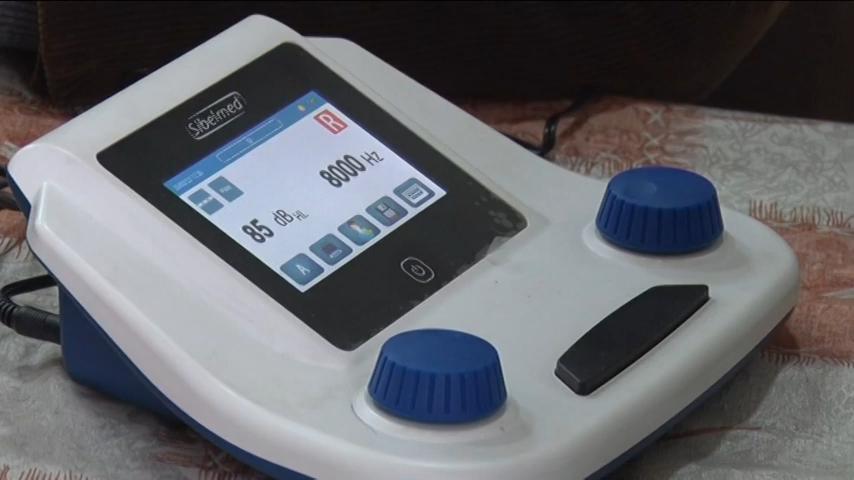 Sibelmed
R
8000 Hz
85 dB HL
A